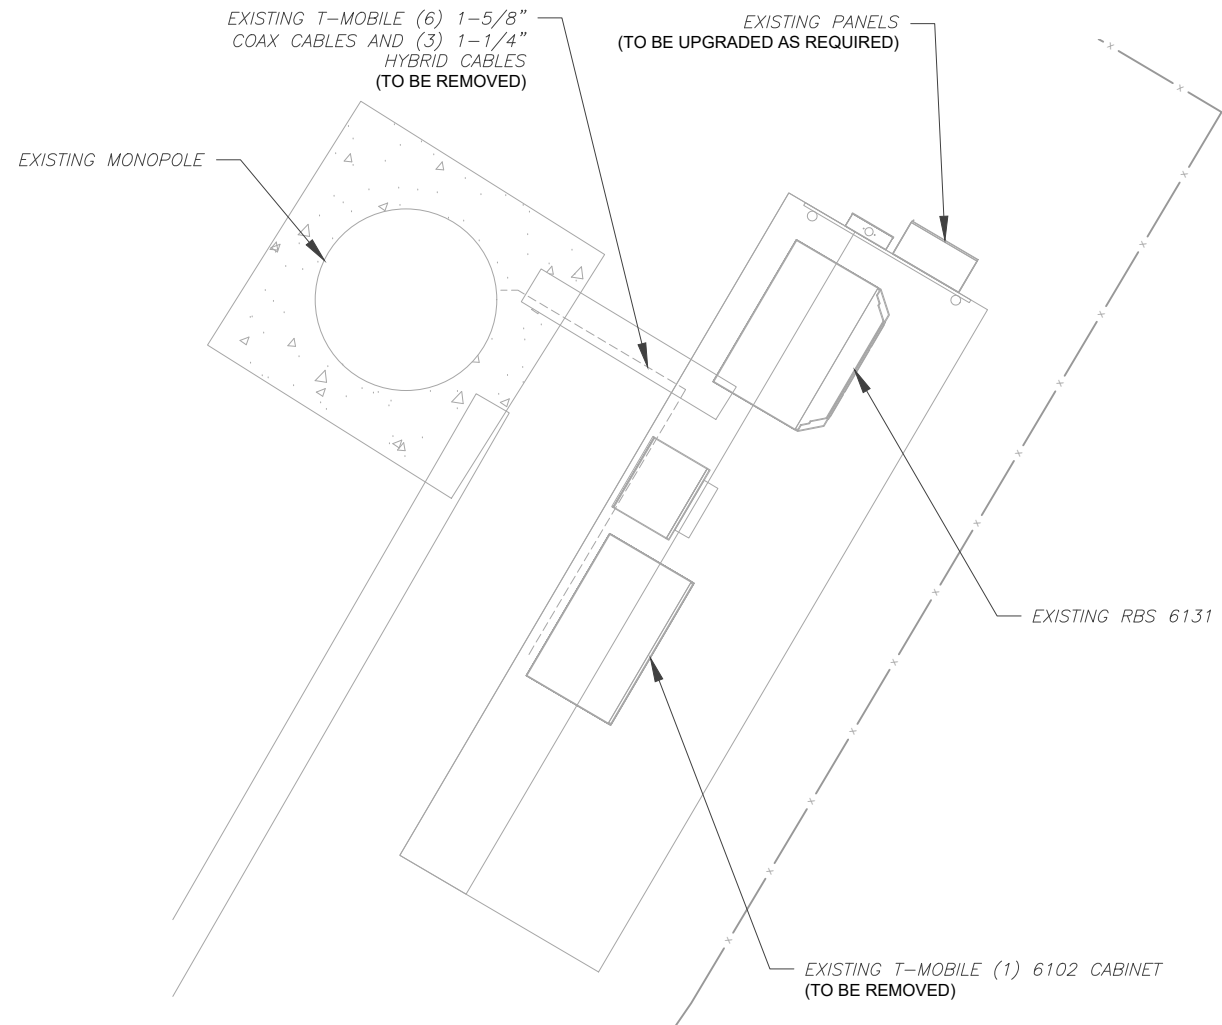 EXISTING T-MOBILE (6) 1-5/8"
COAX CABLES AND (3) 1-1/4"
HYBRID CABLES
(TO BE REMOVED)
EXISTING PANELS
(TO BE UPGRADED AS REQUIRED)
EXISTING MONOPOLE
EXISTING RBS 6131
EXISTING T-MOBILE (1) 6102 CABINET
(TO BE REMOVED)